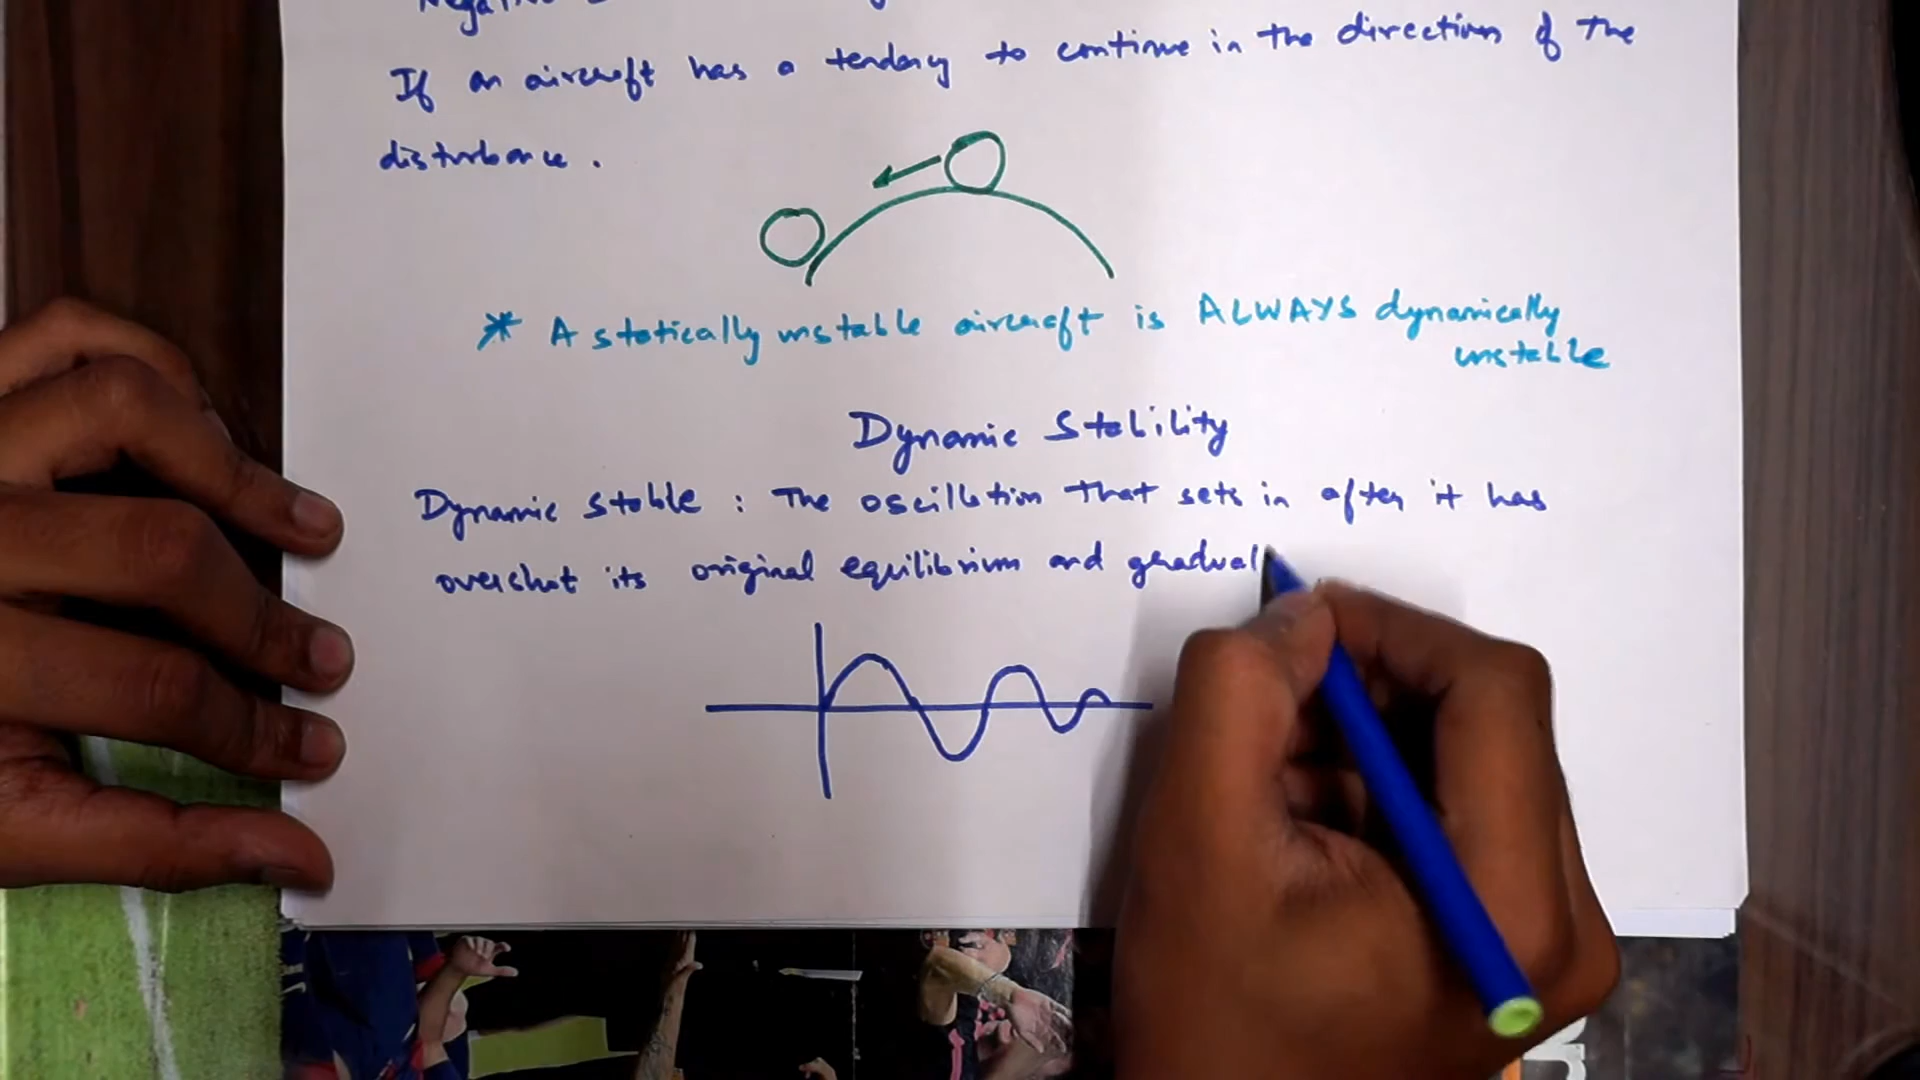 If an aircraft has a tendency to continue in the direction of the
disturbance.
* A statically unstable aircraft is ALWAYS dynamically
unstable
Dynamic Stability
Dynamic stable : The oscillation that sets in after it has
overshot its original equilibrium and gradual